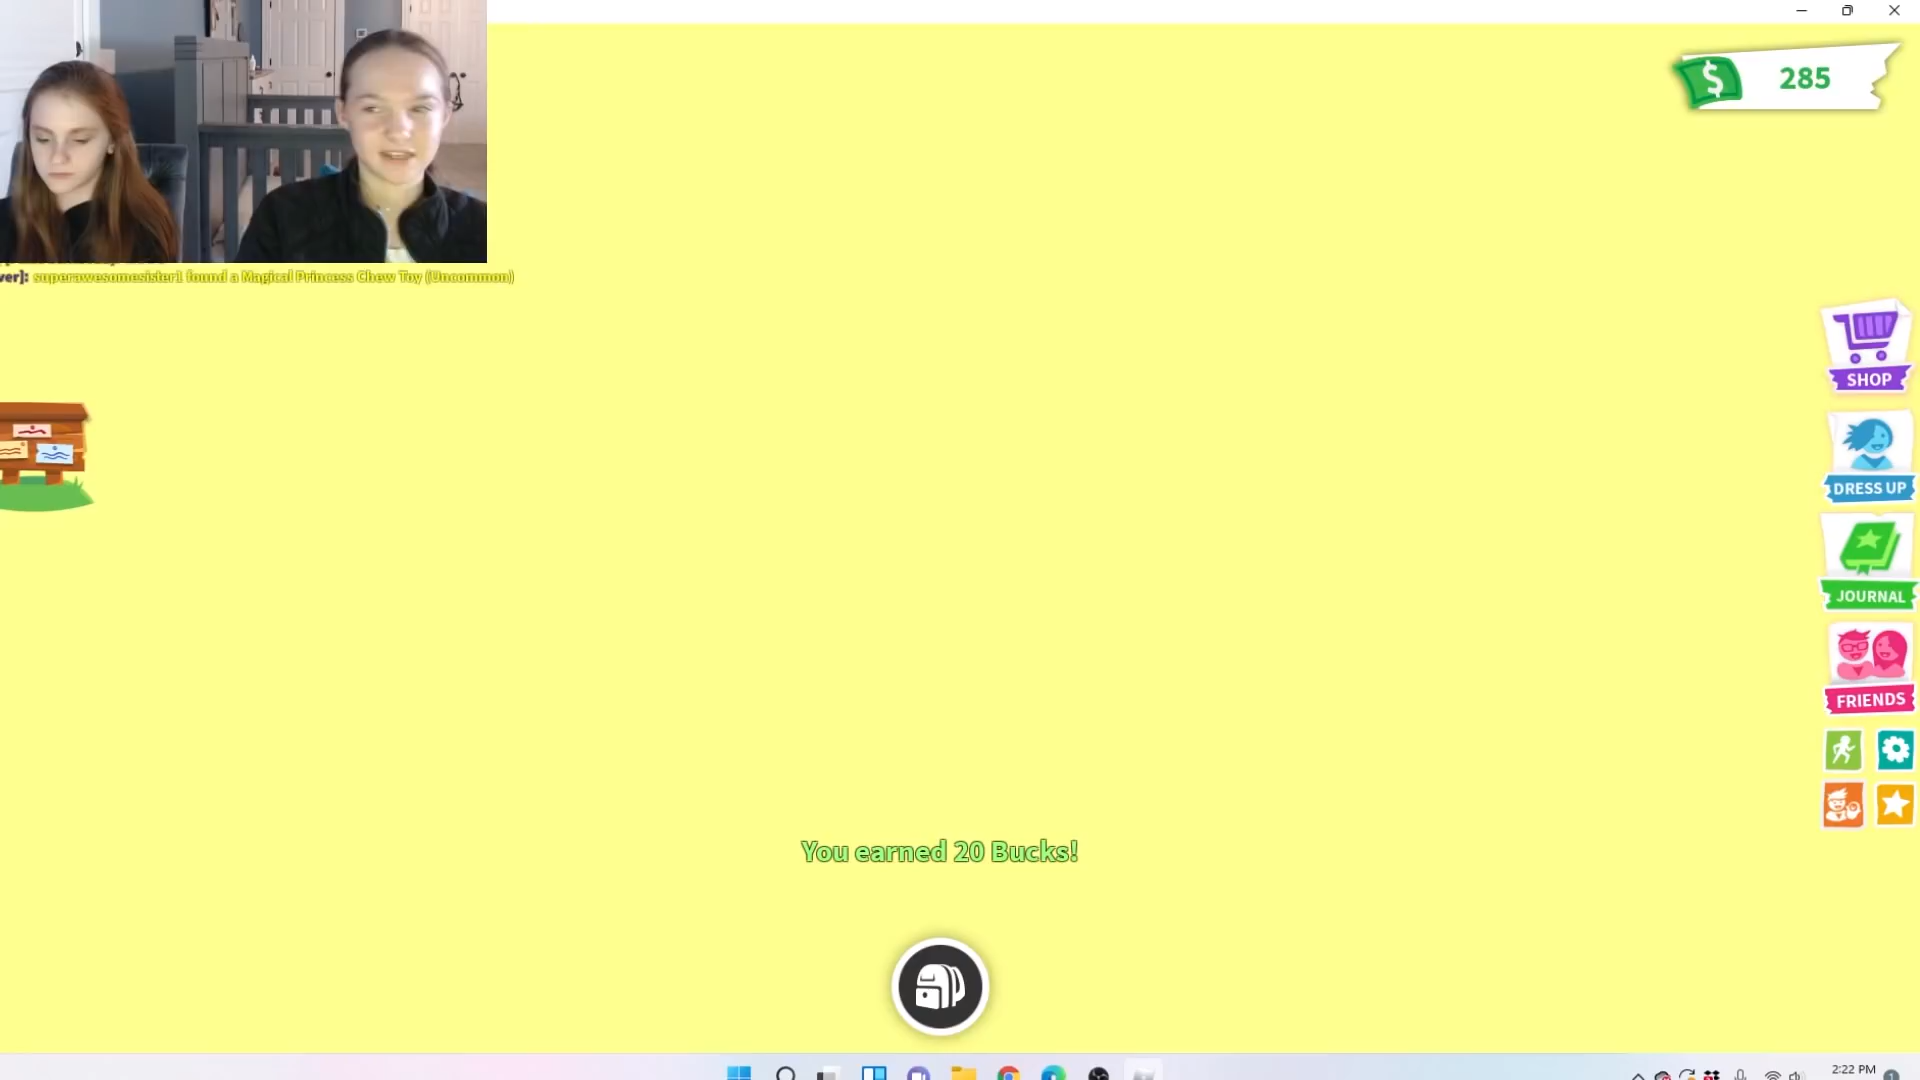 285
ver]: superawesomesister1 found a Magical Princess Chew Toy (Uncommon)
SHOP
DRESS UP
JOURNAL
FRIENDS
You earned 20 Bucks!
2:22 PM